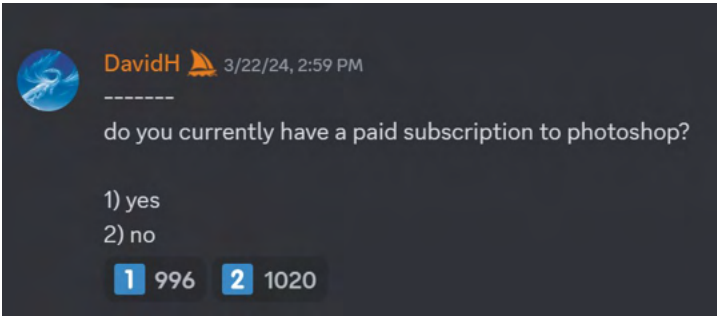 DavidH 3/22/24, 2:59 PM
-------
do you currently have a paid subscription to photoshop?
1) yes
2) no
1 996 2 1020